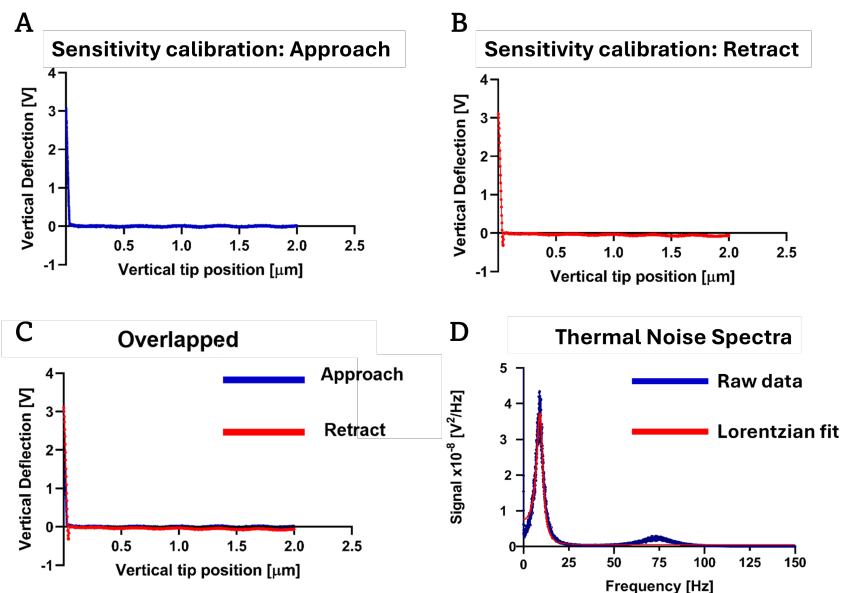 A
Sensitivity calibration: Approach
4
3
2
1
0
-1
0.5 1.0 1.5 2.0 2.5
Vertical Deflection [V]
Vertical tip position [μm]
B
Sensitivity calibration: Retract
4
3
2
1
0
-1
0.5 1.0 1.5 2.0 2.5
Vertical Deflection [V]
Vertical tip position [μm]
C
Overlapped
Approach
Retract
4
3
2
1
0
-1
0.5 1.0 1.5 2.0 2.5
Vertical Deflection [V]
Vertical tip position [μm]
D
Thermal Noise Spectra
Raw data
Lorentzian fit
5
4
3
2
1
0
0 25 50 75 100 125 150
Signal x10⁻⁸ [V²/Hz]
Frequency [Hz]